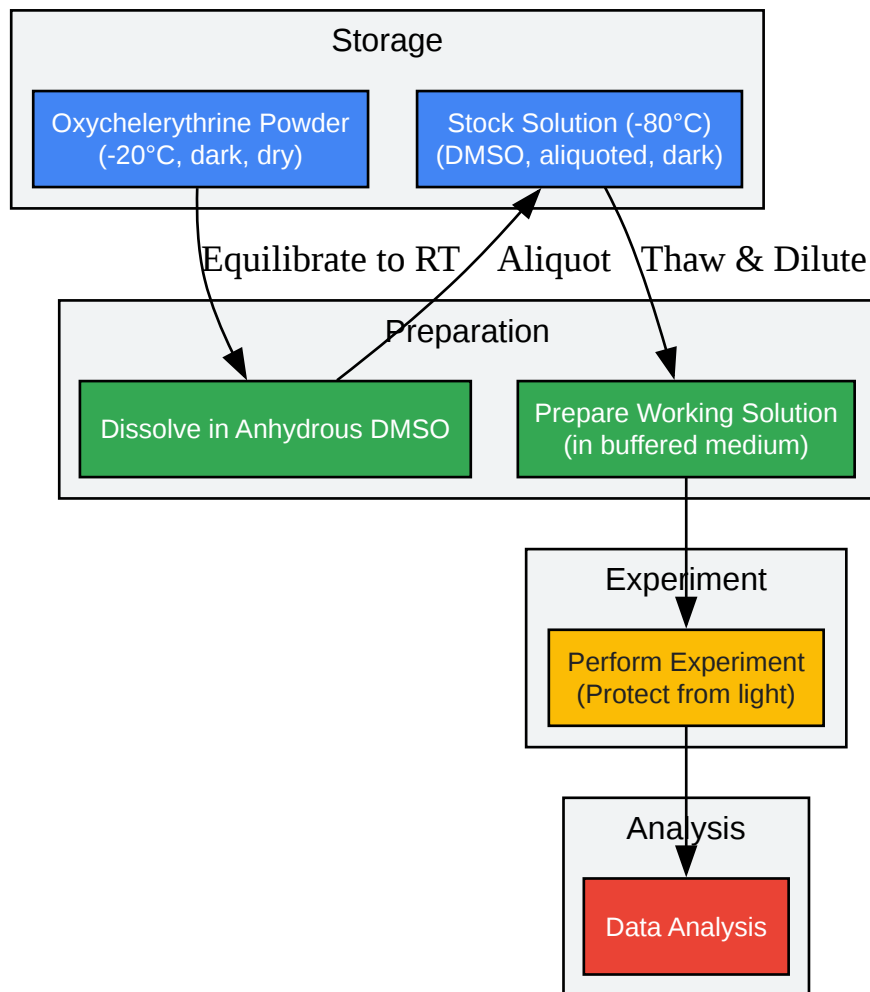 Storage
Oxychelerythrine Powder
(-20°C, dark, dry)
Stock Solution (-80°C)
(DMSO, aliquoted, dark)
Equilibrate to RT
Aliquot
Thaw & Dilute
Preparation
Dissolve in Anhydrous DMSO
Prepare Working Solution
(in buffered medium)
Experiment
Perform Experiment
(Protect from light)
Analysis
Data Analysis